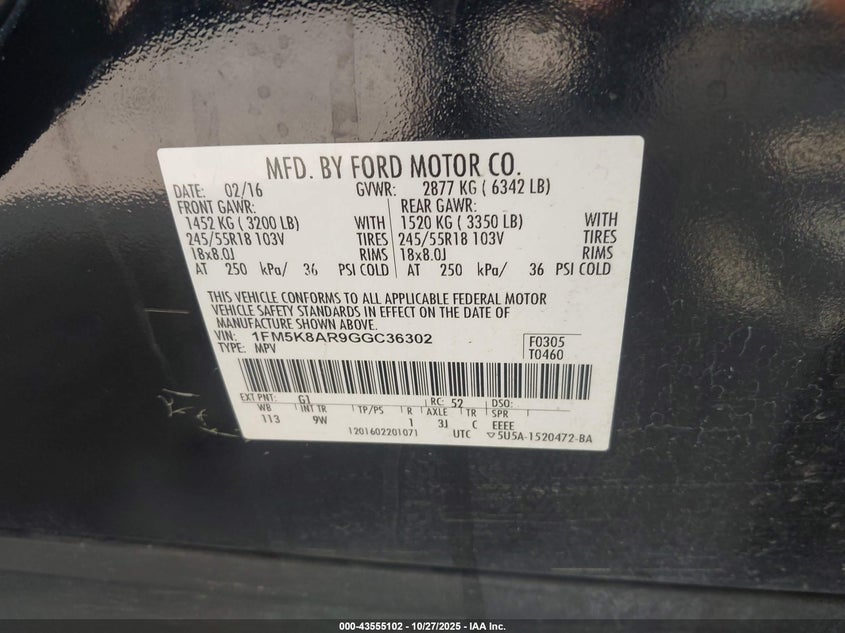 MFD. BY FORD MOTOR CO.
DATE: 02/16 GVWR: 2877 KG ( 6342 LB)
FRONT GAWR: REAR GAWR:
1452 KG ( 3200 LB) WITH 1520 KG ( 3350 LB) WITH
245/55R18 103V TIRES 245/55R18 103V TIRES
18x8.0J RIMS 18x8.0J RIMS
AT 250 kPa/ 36 PSI COLD AT 250 kPa/ 36 PSI COLD
THIS VEHICLE CONFORMS TO ALL APPLICABLE FEDERAL MOTOR
VEHICLE SAFETY STANDARDS IN EFFECT ON THE DATE OF
MANUFACTURE SHOWN ABOVE.
VIN: 1FM5K8AR9GGC36302 F0305
TYPE: MPV T0460
EXT PNT: G1 RC: 52 DSO:
WB INT TR TP/PS R AXLE TR SPR
113 9W 1 3J C EEEE
1201602201071 UTC ▽5U5A-1520472-BA
000-43555102 | 10/27/2025 - IAA Inc.